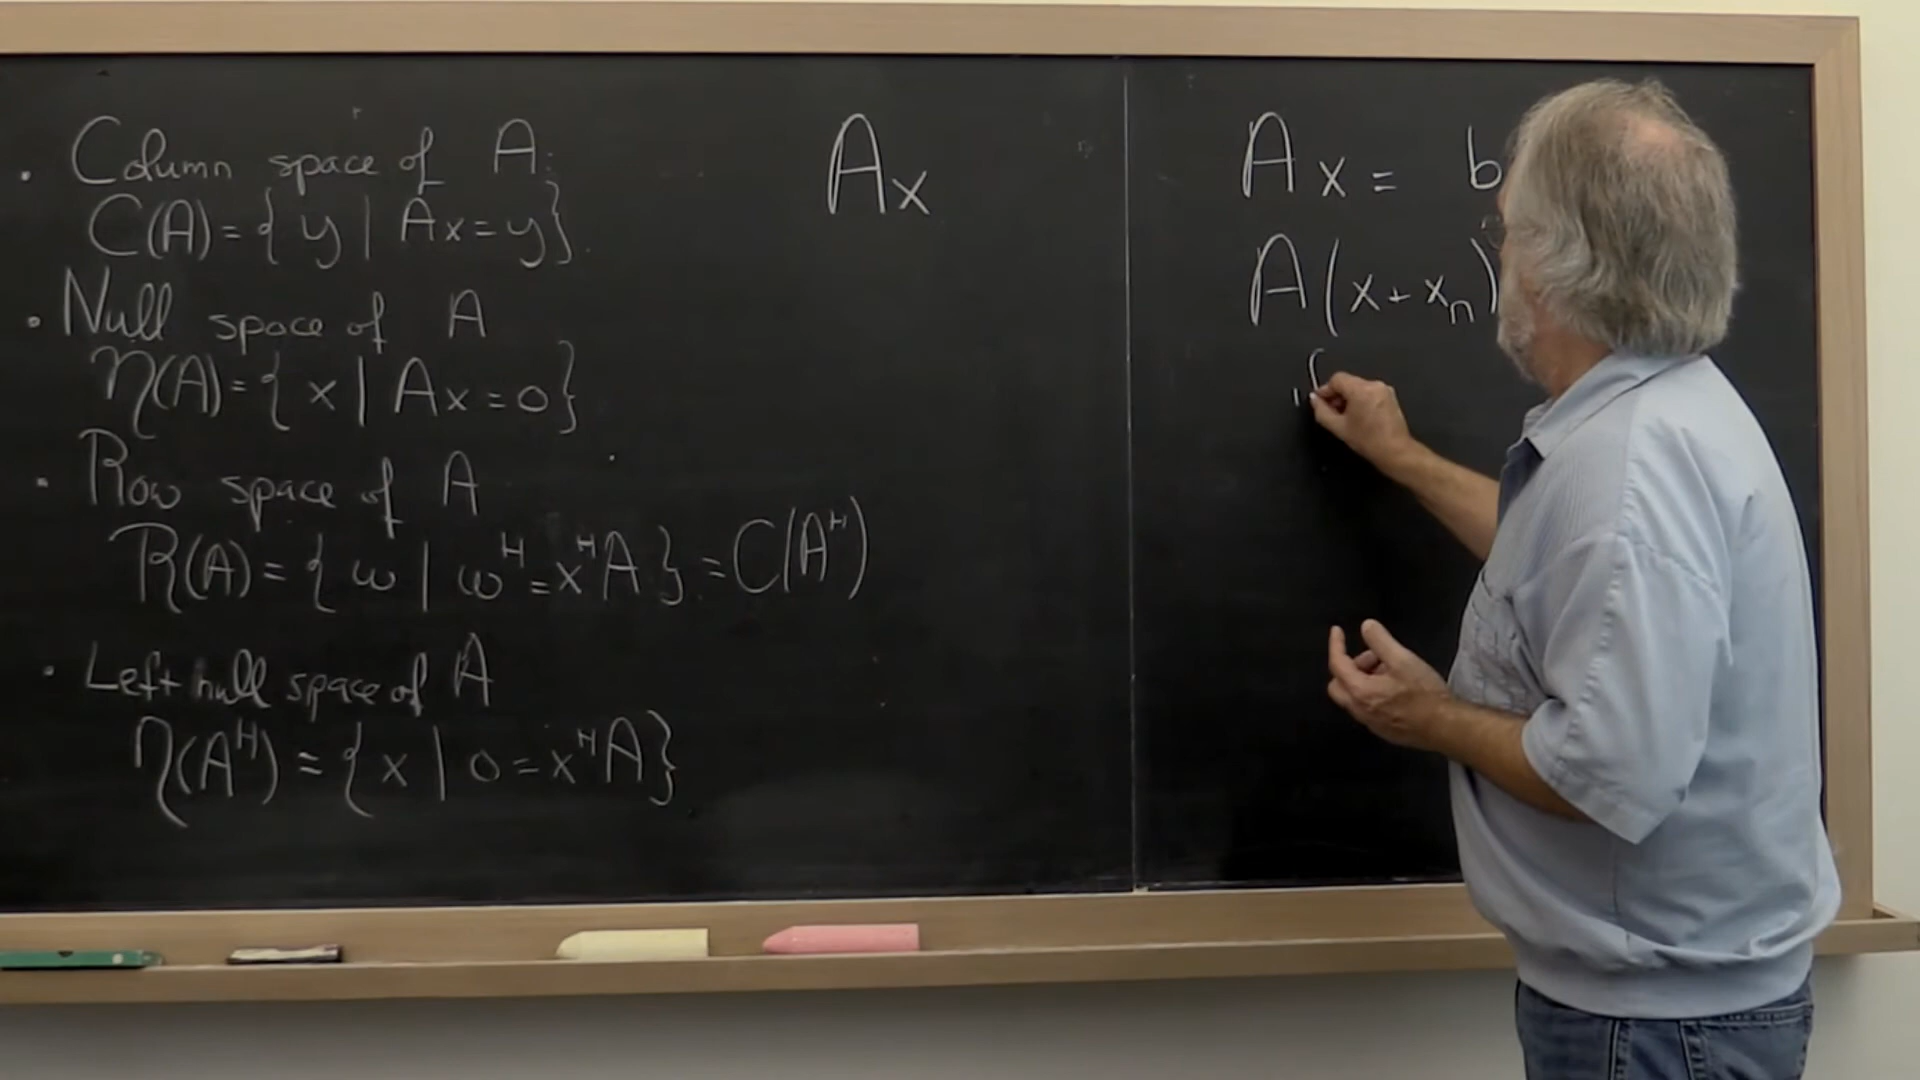 . Column space of A:
C(A) = { y | Ax = y }.
. Null space of A
η(A) = { x | Ax = 0 }
. Row space of A
R(A) = { w | w^H = x^H A } = C(A^H)
. Left null space of A
η(A^H) = { x | 0 = x^H A }
Ax
Ax = b
A(x + x_n)
if